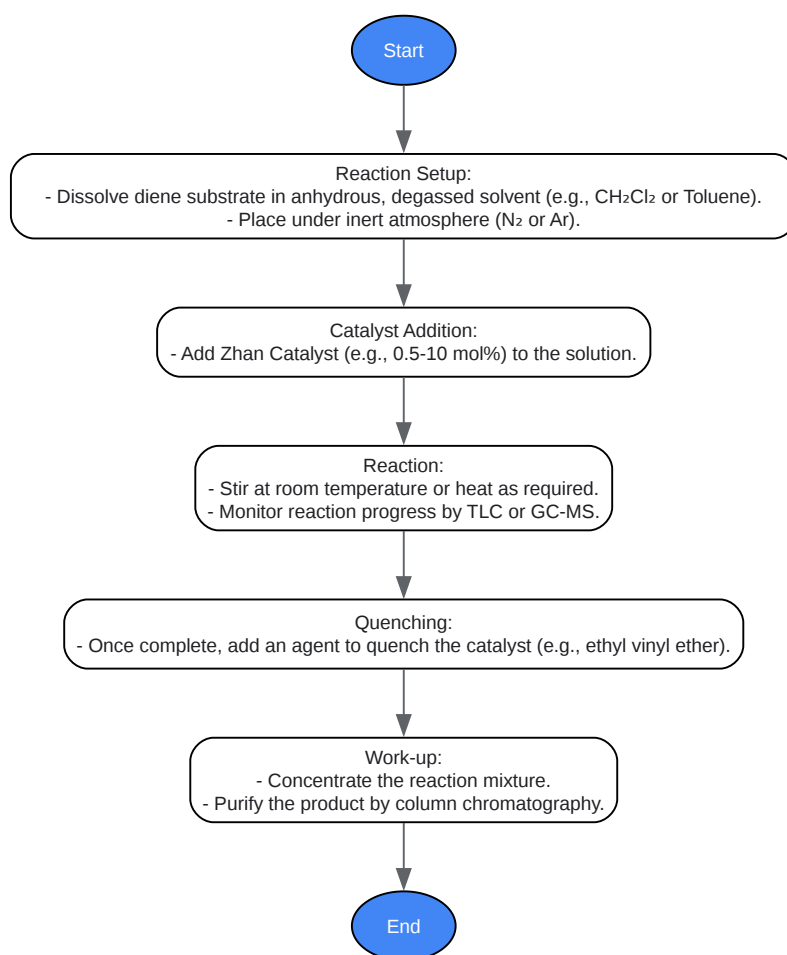 Start
Reaction Setup:
- Dissolve diene substrate in anhydrous, degassed solvent (e.g., CH₂Cl₂ or Toluene).
- Place under inert atmosphere (N₂ or Ar).
Catalyst Addition:
- Add Zhan Catalyst (e.g., 0.5-10 mol%) to the solution.
Reaction:
- Stir at room temperature or heat as required.
- Monitor reaction progress by TLC or GC-MS.
Quenching:
- Once complete, add an agent to quench the catalyst (e.g., ethyl vinyl ether).
Work-up:
- Concentrate the reaction mixture.
- Purify the product by column chromatography.
End